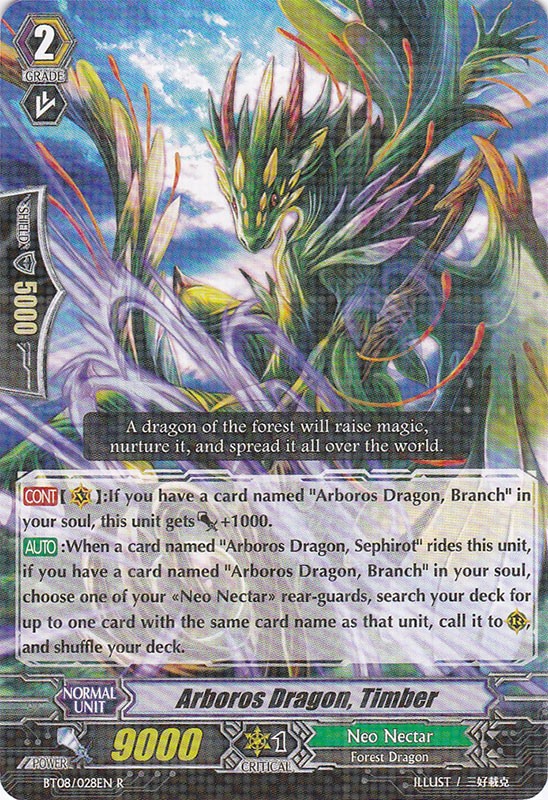 2
GRADE
SHIELD
5000
A dragon of the forest will raise magic,
nurture it, and spread it all over the world.
CONT【 V 】:If you have a card named "Arboros Dragon, Branch" in
your soul, this unit gets +1000.
AUTO :When a card named "Arboros Dragon, Sephirot" rides this unit,
if you have a card named "Arboros Dragon, Branch" in your soul,
choose one of your «Neo Nectar» rear-guards, search your deck for
up to one card with the same card name as that unit, call it to R,
and shuffle your deck.
NORMAL
UNIT
Arboros Dragon, Timber
POWER
9000
1
CRITICAL
Neo Nectar
Forest Dragon
BT08/028EN R
ILLUST / 三好載克